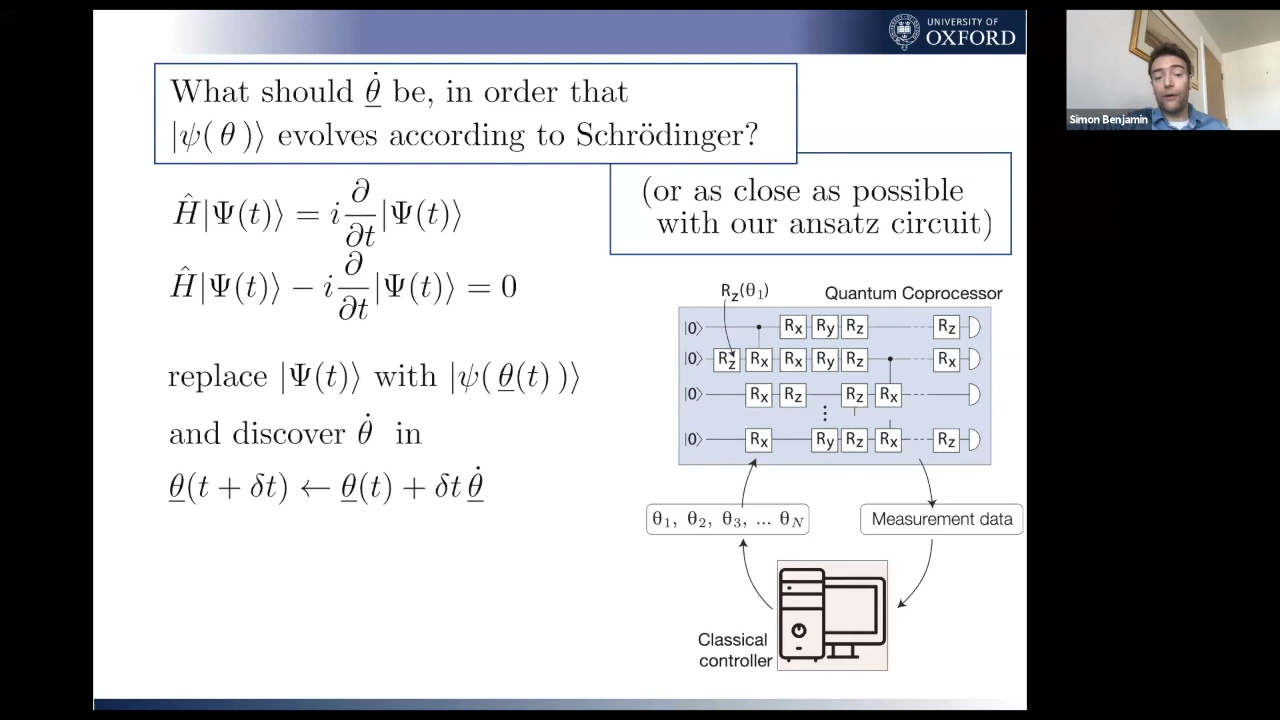 UNIVERSITY OF
OXFORD
Simon Benjamin
What should θ̲̇ be, in order that
|ψ( θ )⟩ evolves according to Schrödinger?
(or as close as possible
with our ansatz circuit)
Ĥ|Ψ(t)⟩ = i ∂/∂t |Ψ(t)⟩
Ĥ|Ψ(t)⟩ − i ∂/∂t |Ψ(t)⟩ = 0
replace |Ψ(t)⟩ with |ψ( θ̲(t) )⟩
and discover θ̲̇ in
θ̲(t + δt) ← θ̲(t) + δt θ̲̇
Rz(θ₁)
Quantum Coprocessor
|0⟩ Rx Ry Rz Rz
|0⟩ Rz Rx Rx Ry Rz Rx
|0⟩ Rx Rz Rz Rx
⋮
|0⟩ Rx Ry Rz Rx Rz
θ₁, θ₂, θ₃, ... θN
Measurement data
Classical
controller